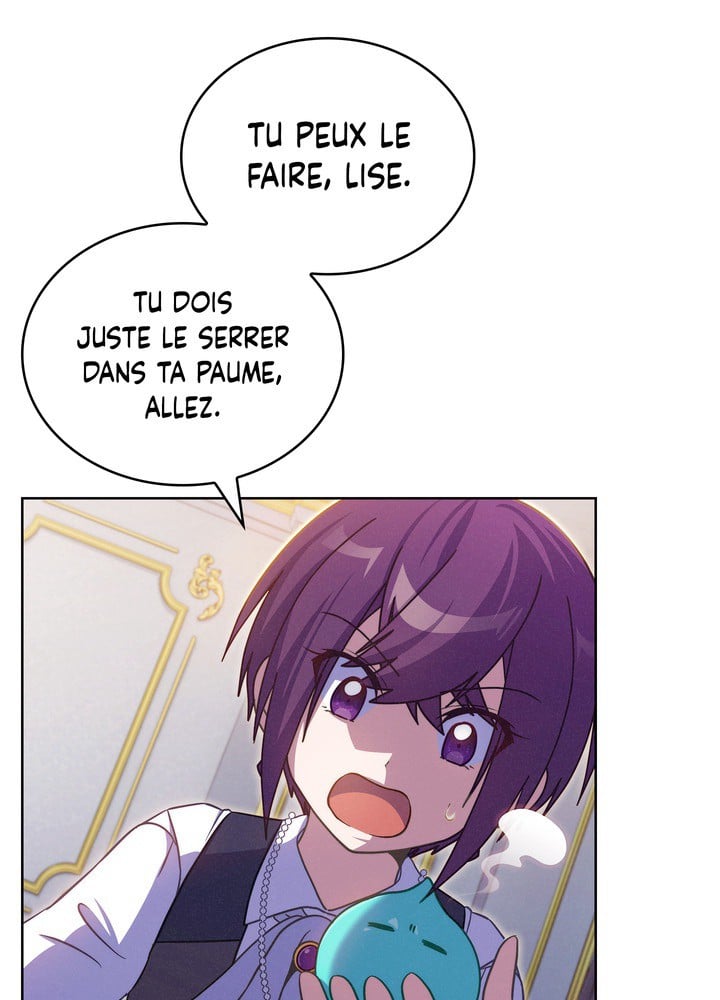 TU PEUX LE
FAIRE, LISE.
TU DOIS
JUSTE LE SERRER
DANS TA PAUME,
ALLEZ.